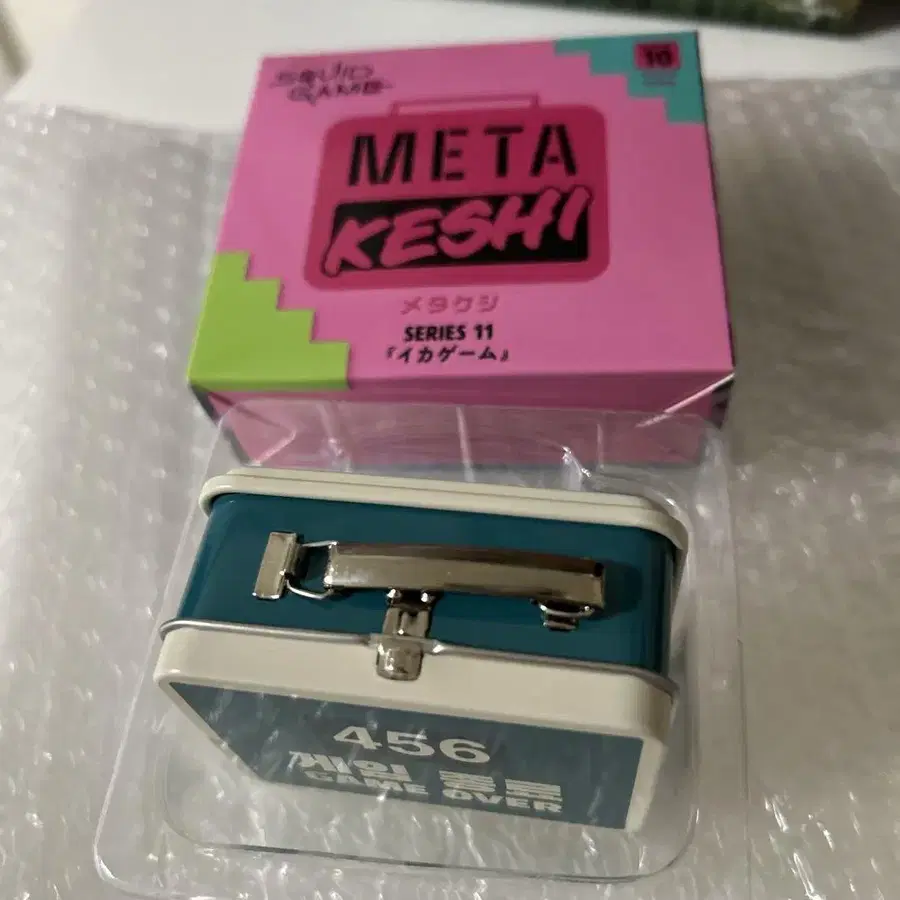 SQUID
GAME
10
META
KESHI
メタケシ
SERIES 11
『イカゲーム』
456
게임 종료
GAME OVER